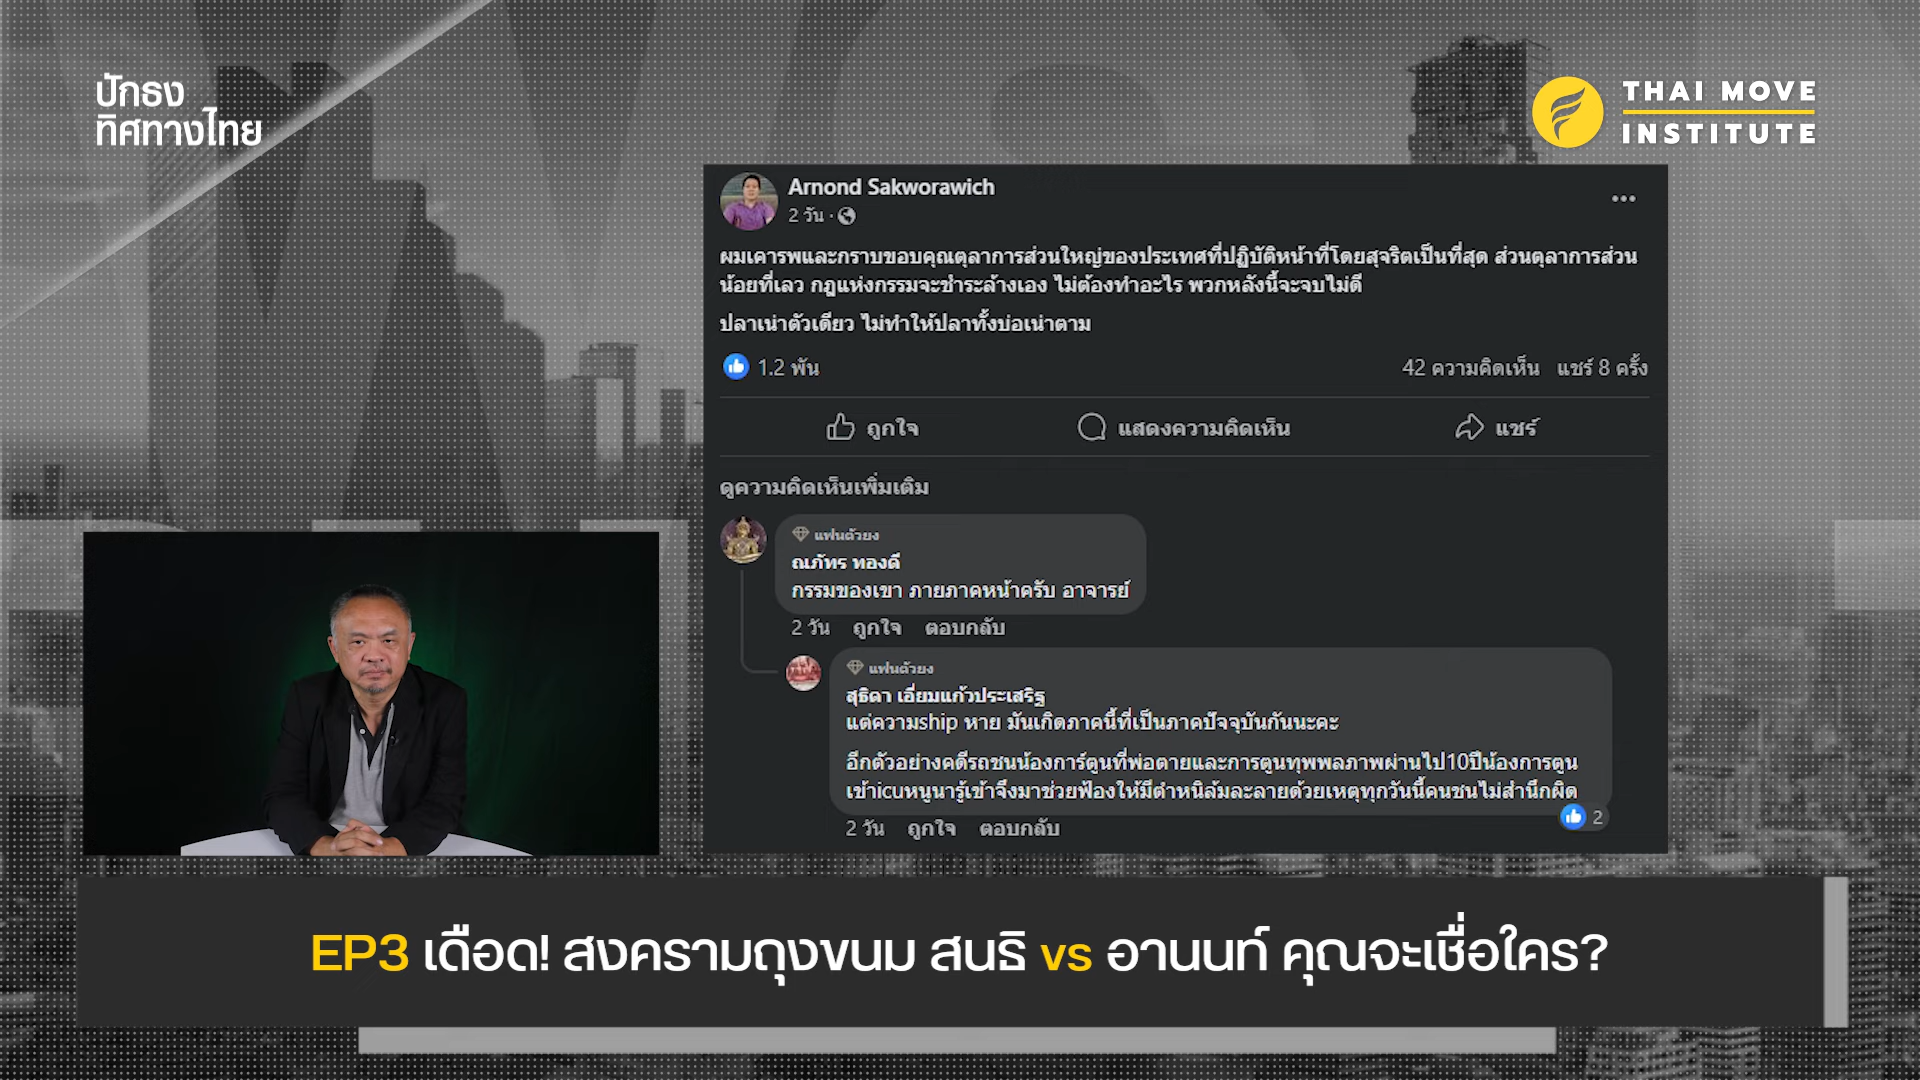 ปักธง
ทิศทางไทย
THAI MOVE
INSTITUTE
Arnond Sakworawich
2 วัน ·
ผมเคารพและกราบขอบคุณตุลาการส่วนใหญ่ของประเทศที่ปฏิบัติหน้าที่โดยสุจริตเป็นที่สุด ส่วนตุลาการส่วน
น้อยที่เลว กฎแห่งกรรมจะชำระล้างเอง ไม่ต้องทำอะไร พวกหลังนี้จะจบไม่ดี
ปลาเน่าตัวเดียว ไม่ทำให้ปลาทั้งบ่อเน่าตาม
1.2 พัน
42 ความคิดเห็น แชร์ 8 ครั้ง
ถูกใจ
แสดงความคิดเห็น
แชร์
ดูความคิดเห็นเพิ่มเติม
แฟนตัวยง
ณภัทร ทองดี
กรรมของเขา ภายภาคหน้าครับ อาจารย์
2 วัน ถูกใจ ตอบกลับ
แฟนตัวยง
สุธิดา เอี่ยมแก้วประเสริฐ
แต่ความship หาย มันเกิดภาคนี้ที่เป็นภาคปัจจุบันกันนะคะ
อีกตัวอย่างคดีรถชนน้องการ์ตูนที่พ่อตายและการตูนทุพพลภาพผ่านไป10ปีน้องการตูน
เข้าicuหนูนารู้เข้าจึงมาช่วยฟ้องให้มีตำหนิล้มละลายด้วยเหตุทุกวันนี้คนชนไม่สำนึกผิด
2
2 วัน ถูกใจ ตอบกลับ
EP3 เดือด! สงครามถุงขนม สนธิ vs อานนท์ คุณจะเชื่อใคร?